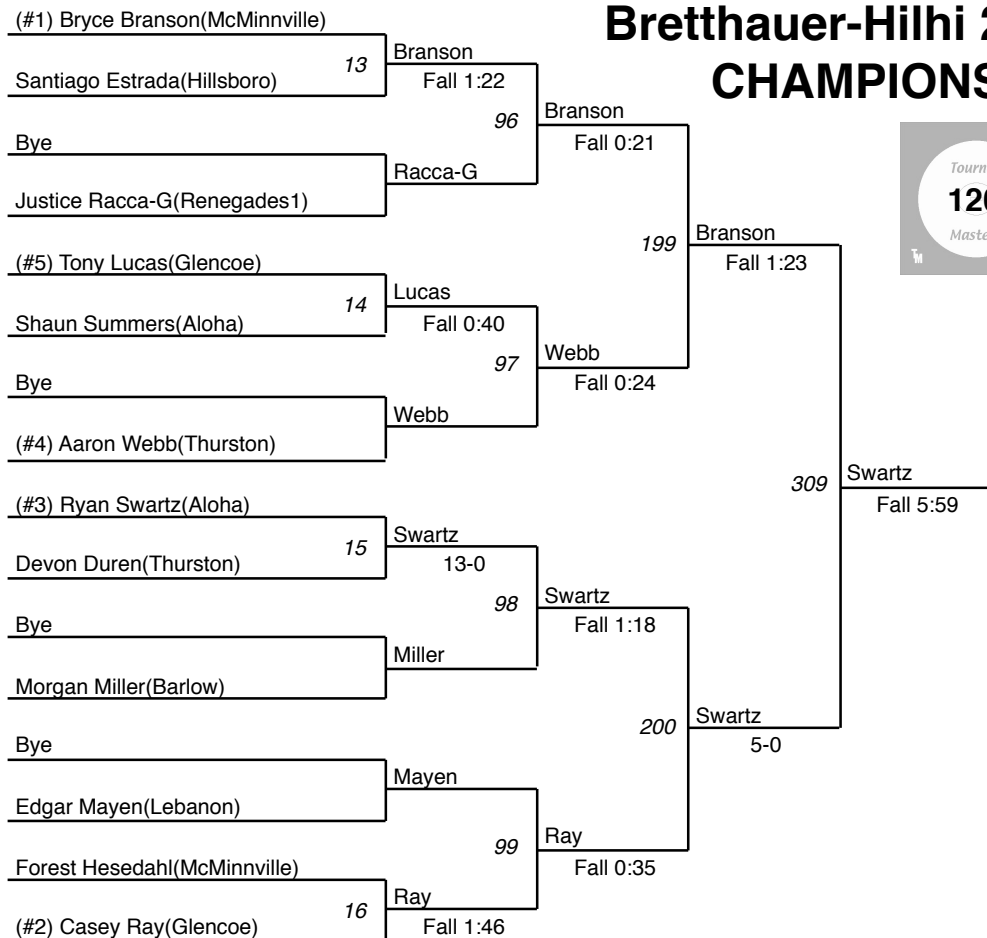 Bretthauer-Hilhi
CHAMPIONS
Tourn
120
Maste
TM
(#1) Bryce Branson(McMinnville)
13
Santiago Estrada(Hillsboro)
Branson
Fall 1:22
Bye
Justice Racca-G(Renegades1)
Racca-G
96
Branson
Fall 0:21
(#5) Tony Lucas(Glencoe)
14
Shaun Summers(Aloha)
Lucas
Fall 0:40
Bye
(#4) Aaron Webb(Thurston)
Webb
97
Webb
Fall 0:24
199
Branson
Fall 1:23
(#3) Ryan Swartz(Aloha)
15
Devon Duren(Thurston)
Swartz
13-0
Bye
Morgan Miller(Barlow)
Miller
98
Swartz
Fall 1:18
Bye
Edgar Mayen(Lebanon)
Mayen
Forest Hesedahl(McMinnville)
16
(#2) Casey Ray(Glencoe)
Ray
Fall 1:46
99
Ray
Fall 0:35
200
Swartz
5-0
309
Swartz
Fall 5:59